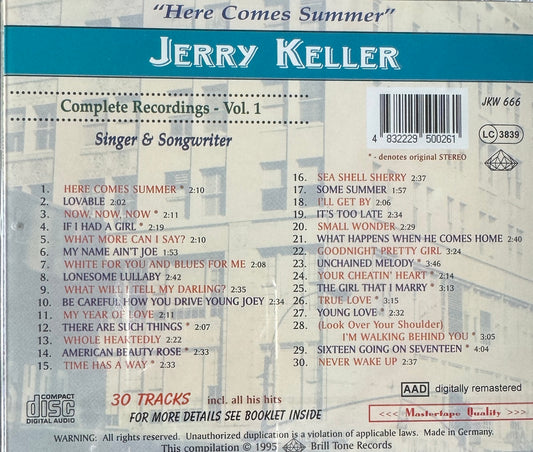 "Here Comes Summer"
JERRY KELLER
Complete Recordings - Vol. 1
Singer & Songwriter
4 832229 500261
JKW 666
LC 3839
* - denotes original STEREO
1. HERE COMES SUMMER * 2:10
2. LOVABLE 2:02
3. NOW, NOW, NOW * 2:11
4. IF I HAD A GIRL * 2:19
5. WHAT MORE CAN I SAY? 2:10
6. MY NAME AIN'T JOE 1:53
7. WHITE FOR YOU AND BLUES FOR ME 2:08
8. LONESOME LULLABY 2:42
9. WHAT WILL I TELL MY DARLING? 2:35
10. BE CAREFUL HOW YOU DRIVE YOUNG JOEY 2:34
11. MY YEAR OF LOVE 2:11
12. THERE ARE SUCH THINGS * 2:07
13. WHOLE HEARTEDLY 2:22
14. AMERICAN BEAUTY ROSE * 2:33
15. TIME HAS A WAY * 2:33
16. SEA SHELL SHERRY 2:37
17. SOME SUMMER 1:57
18. I'LL GET BY 2:06
19. IT'S TOO LATE 2:34
20. SMALL WONDER 2:29
21. WHAT HAPPENS WHEN HE COMES HOME 2:40
22. GOODNIGHT PRETTY GIRL 3:24
23. UNCHAINED MELODY * 3:05
24. YOUR CHEATIN' HEART * 2:14
25. THE GIRL THAT I MARRY * 3:13
26. TRUE LOVE * 3:15
27. YOUNG LOVE * 2:32
28. (Look Over Your Shoulder)
I'M WALKING BEHIND YOU * 3:05
29. SIXTEEN GOING ON SEVENTEEN * 4:04
30. NEVER WAKE UP * 3:37
COMPACT
disc
DIGITAL AUDIO
30 TRACKS incl. all his hits
FOR MORE DETAILS SEE BOOKLET INSIDE
AAD digitally remastered
<<< Mastertape Quality >>>
WARNING: All rights reserved. Unauthorized duplication is a violation of applicable laws. Made in Germany.
This compilation © 1995 Brill Tone Records